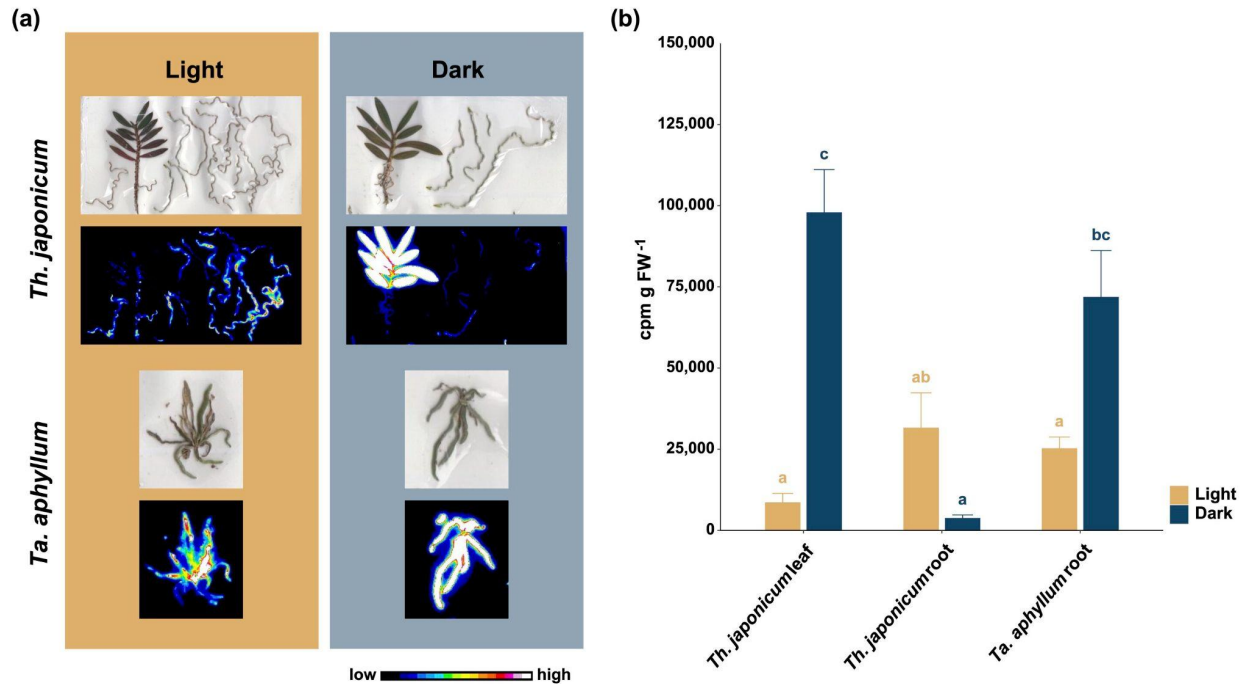 (a)
Light
Dark
Th. japonicum
Ta. aphyllum
low
high
(b)
cpm g FW⁻¹
150,000
125,000
100,000
75,000
50,000
25,000
0
a
c
ab
a
a
bc
Th. japonicum leaf
Th. japonicum root
Ta. aphyllum root
Light
Dark